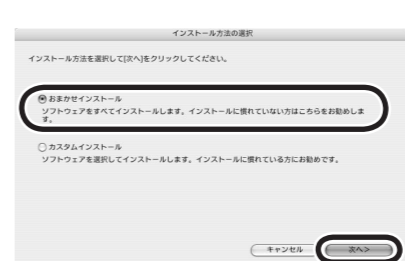 インストール方法の選択
インストール方法を選択して[次へ]をクリックしてください。
おまかせインストール
ソフトウェアをすべてインストールします。インストールに慣れていない方はこちらをお勧めしま
す。
カスタムインストール
ソフトウェアを選択してインストールします。インストールに慣れている方にお勧めです。
キャンセル 次へ>